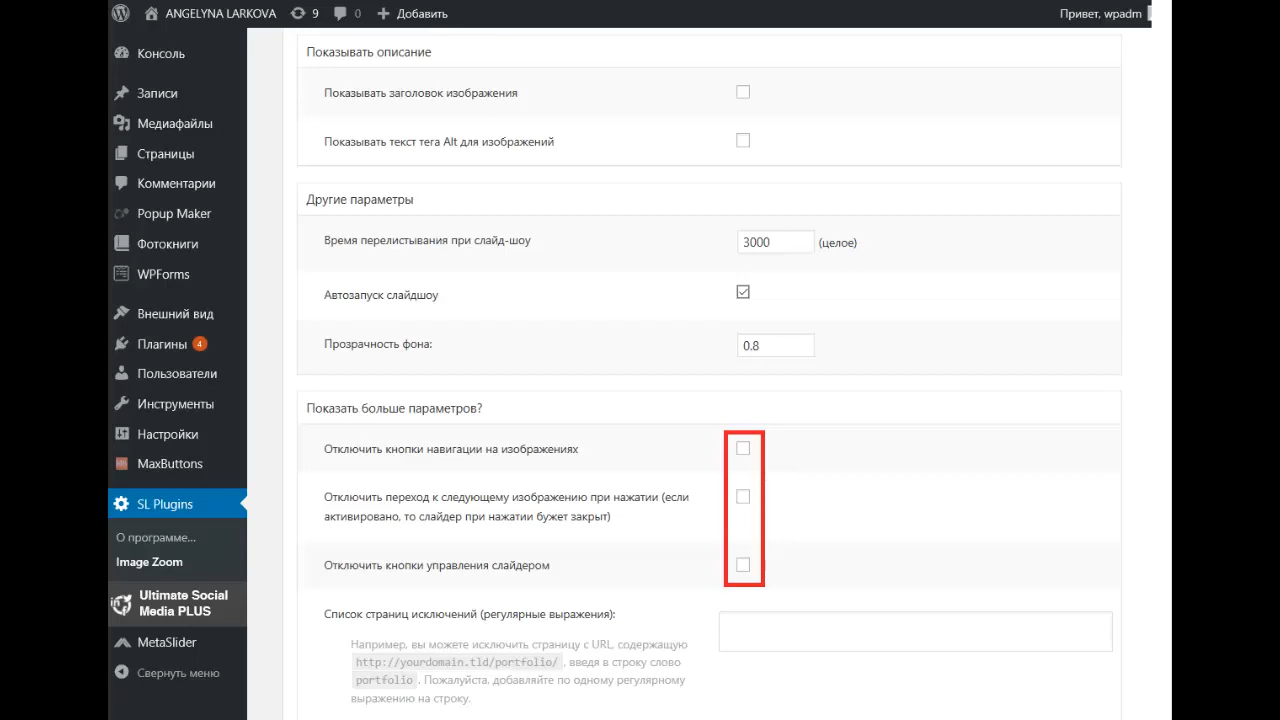 ANGELYNA LARKOVA 9 0 Добавить Привет, wpadm
Консоль
Записи
Медиафайлы
Страницы
Комментарии
Popup Maker
Фотокниги
WPForms
Внешний вид
Плагины 4
Пользователи
Инструменты
Настройки
MaxButtons
SL Plugins
О программе...
Image Zoom
Ultimate Social
Media PLUS
MetaSlider
Свернуть меню
Показывать описание
Показывать заголовок изображения
Показывать текст тега Alt для изображений
Другие параметры
Время перелистывания при слайд-шоу 3000 (целое)
Автозапуск слайдшоу
Прозрачность фона: 0.8
Показать больше параметров?
Отключить кнопки навигации на изображениях
Отключить переход к следующему изображению при нажатии (если
активировано, то слайдер при нажатии бужет закрыт)
Отключить кнопки управления слайдером
Список страниц исключений (регулярные выражения):
Например, вы можете исключить страницу с URL, содержащую
http://yourdomain.tld/portfolio/ , введя в строку слово
portfolio . Пожалуйста, добавляйте по одному регулярному
выражению на строку.